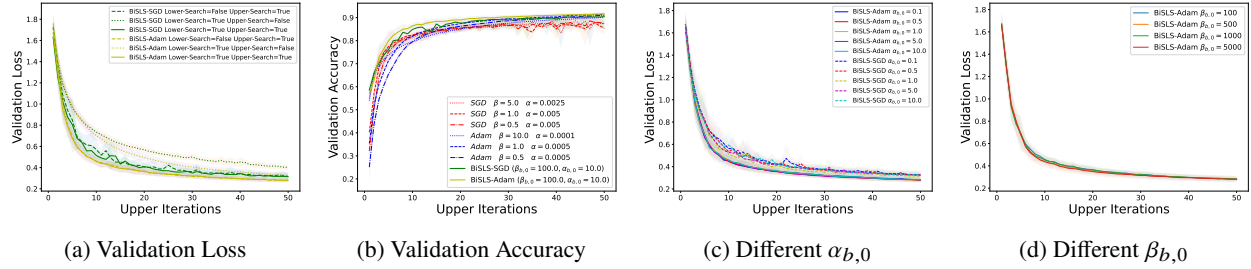 BiSLS-SGD Lower-Search=False Upper-Search=True
BiSLS-SGD Lower-Search=True Upper-Search=False
BiSLS-SGD Lower-Search=True Upper-Search=True
BiSLS-Adam Lower-Search=False Upper-Search=True
BiSLS-Adam Lower-Search=True Upper-Search=False
BiSLS-Adam Lower-Search=True Upper-Search=True
Validation Loss
1.8
1.6
1.4
1.2
1.0
0.8
0.6
0.4
0.2
0 10 20 30 40 50
Upper Iterations
(a) Validation Loss
Validation Accuracy
0.9
0.8
0.7
0.6
0.5
0.4
0.3
0.2
SGD β = 5.0 α = 0.0025
SGD β = 1.0 α = 0.005
SGD β = 0.5 α = 0.005
Adam β = 10.0 α = 0.0001
Adam β = 1.0 α = 0.0005
Adam β = 0.5 α = 0.0005
BiSLS-SGD (β_{b,0} = 100.0, α_{b,0} = 10.0)
BiSLS-Adam (β_{b,0} = 100.0, α_{b,0} = 10.0)
0 10 20 30 40 50
Upper Iterations
(b) Validation Accuracy
BiSLS-Adam α_{b,0} = 0.1
BiSLS-Adam α_{b,0} = 0.5
BiSLS-Adam α_{b,0} = 1.0
BiSLS-Adam α_{b,0} = 5.0
BiSLS-Adam α_{b,0} = 10.0
BiSLS-SGD α_{b,0} = 0.1
BiSLS-SGD α_{b,0} = 0.5
BiSLS-SGD α_{b,0} = 1.0
BiSLS-SGD α_{b,0} = 5.0
BiSLS-SGD α_{b,0} = 10.0
Validation Loss
1.8
1.6
1.4
1.2
1.0
0.8
0.6
0.4
0.2
0 10 20 30 40 50
Upper Iterations
(c) Different α_{b,0}
BiSLS-Adam β_{b,0} = 100
BiSLS-Adam β_{b,0} = 500
BiSLS-Adam β_{b,0} = 1000
BiSLS-Adam β_{b,0} = 5000
Validation Loss
1.8
1.6
1.4
1.2
1.0
0.8
0.6
0.4
0.2
0 10 20 30 40 50
Upper Iterations
(d) Different β_{b,0}